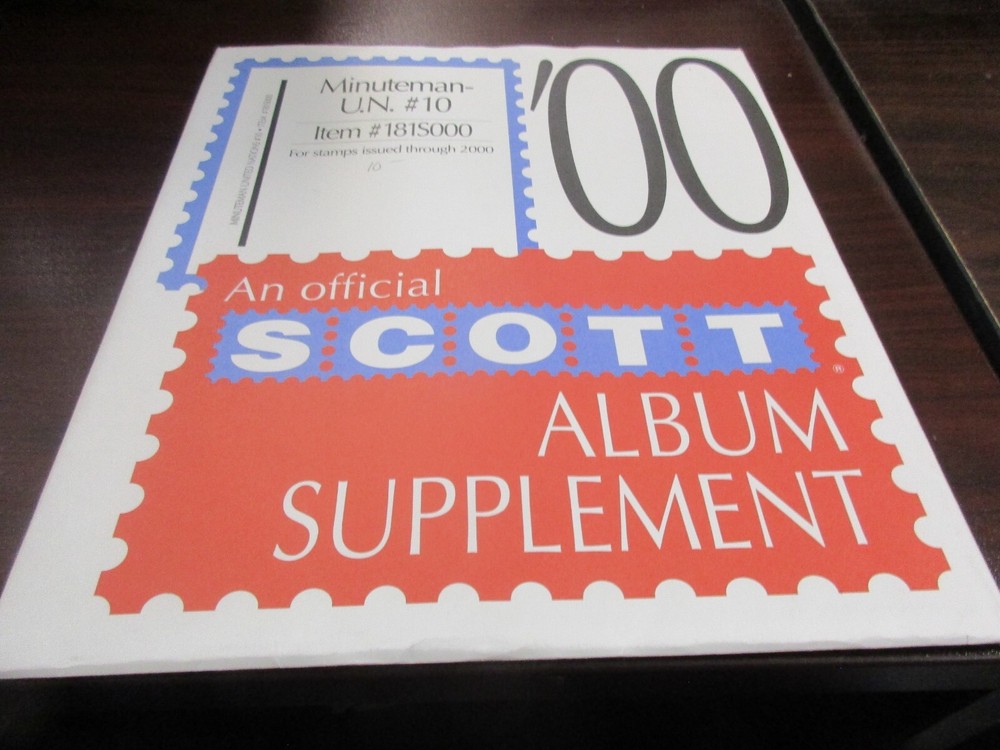 Minuteman-
U.N. #10
Item #181S000
For stamps issued through 2000
10 —
'00
An official
SCOTT
®
ALBUM
SUPPLEMENT